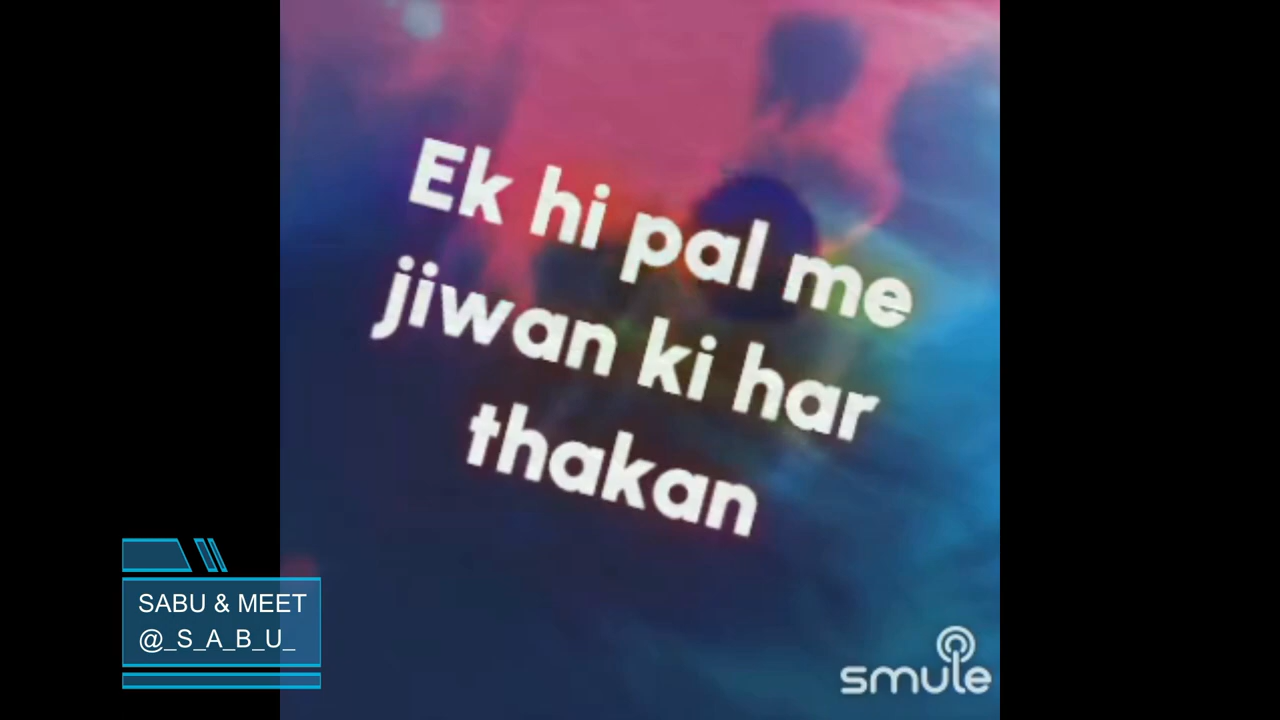 Ek hi pal me
jiwan ki har
thakan
SABU & MEET
@_S_A_B_U_
smule